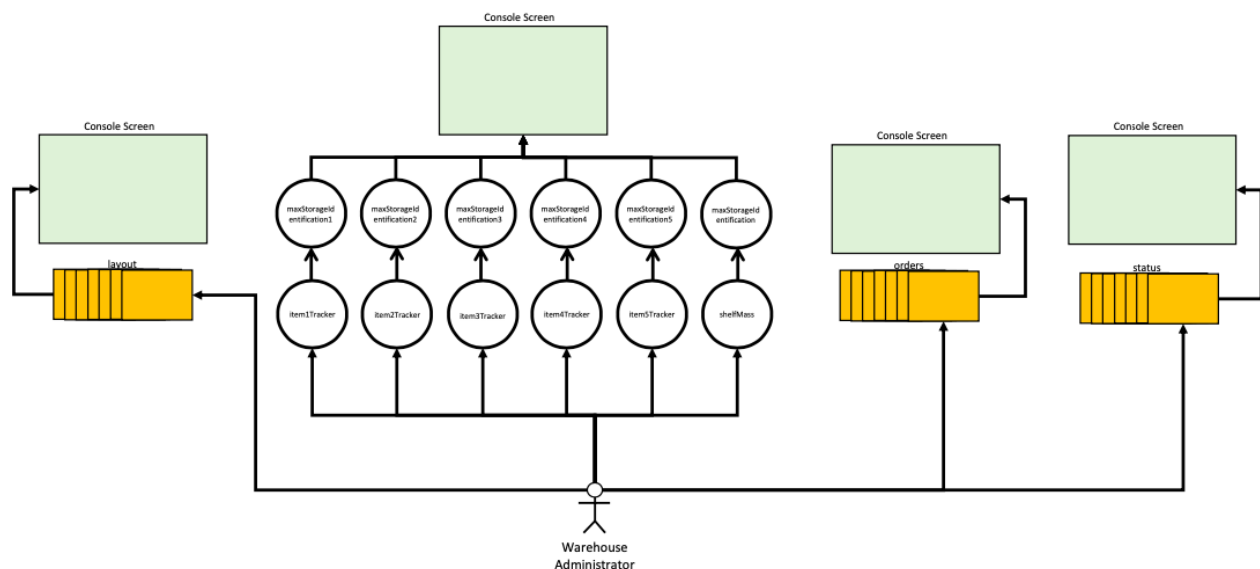 Console Screen
Console Screen
Console Screen
Console Screen
maxStorageId
entification1
maxStorageId
entification2
maxStorageId
entification3
maxStorageId
entification4
maxStorageId
entification5
maxStorageId
entification
layout
orders
status
item1Tracker
item2Tracker
item3Tracker
item4Tracker
item5Tracker
shelfMass
Warehouse
Administrator